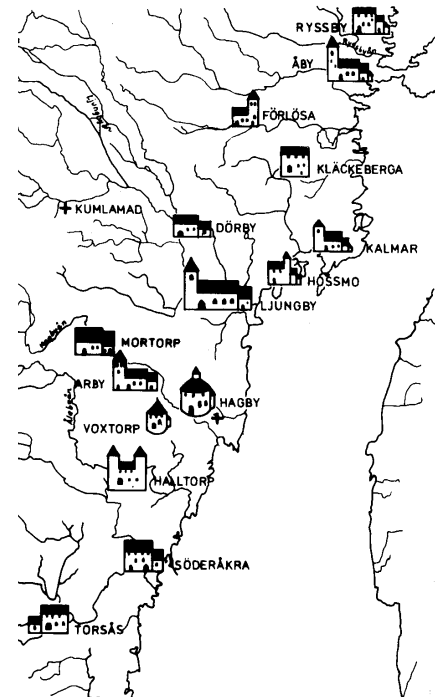 RYSSBY
ÅBY
FÖRLÖSA
KLÄCKEBERGA
KUMLAMAD
DÖRBY
KALMAR
HOSSMO
LJUNGBY
MORTORP
ARBY
HAGBY
VOXTORP
HALLTORP
SÖDERÅKRA
TORSÅS